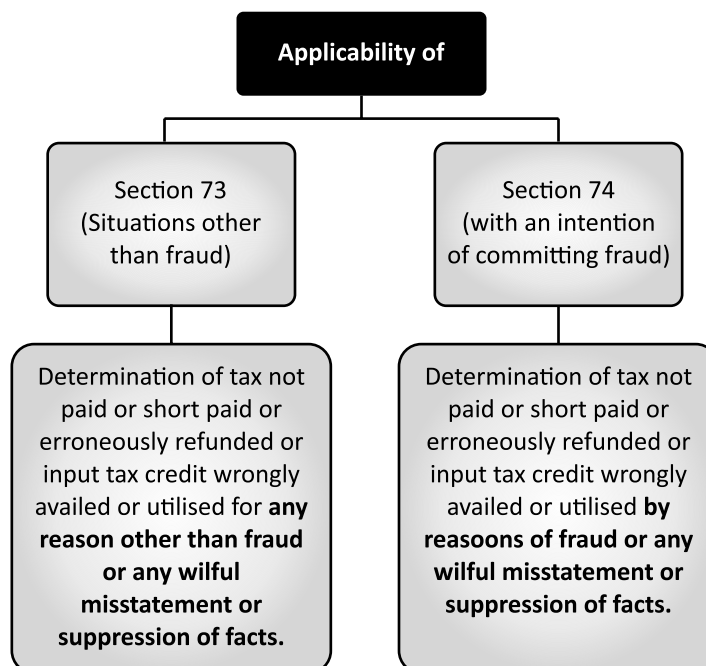 Applicability of
Section 73
(Situations other
than fraud)
Section 74
(with an intention
of committing fraud)
Determination of tax not
paid or short paid or
erroneously refunded or
input tax credit wrongly
availed or utilised for any
reason other than fraud
or any wilful
misstatement or
suppression of facts.
Determination of tax not
paid or short paid or
erroneously refunded or
input tax credit wrongly
availed or utilised by
reasoons of fraud or any
wilful misstatement or
suppression of facts.